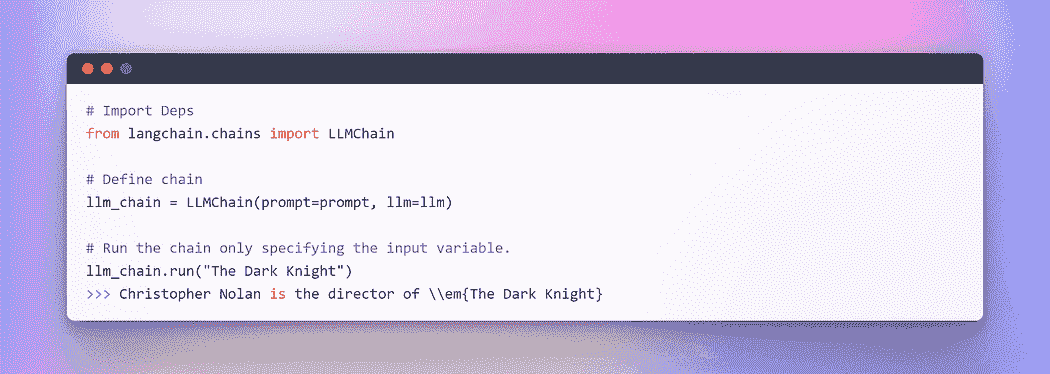 # Import Deps
from langchain.chains import LLMChain
# Define chain
llm_chain = LLMChain(prompt=prompt, llm=llm)
# Run the chain only specifying the input variable.
llm_chain.run("The Dark Knight")
>>> Christopher Nolan is the director of \\em{The Dark Knight}